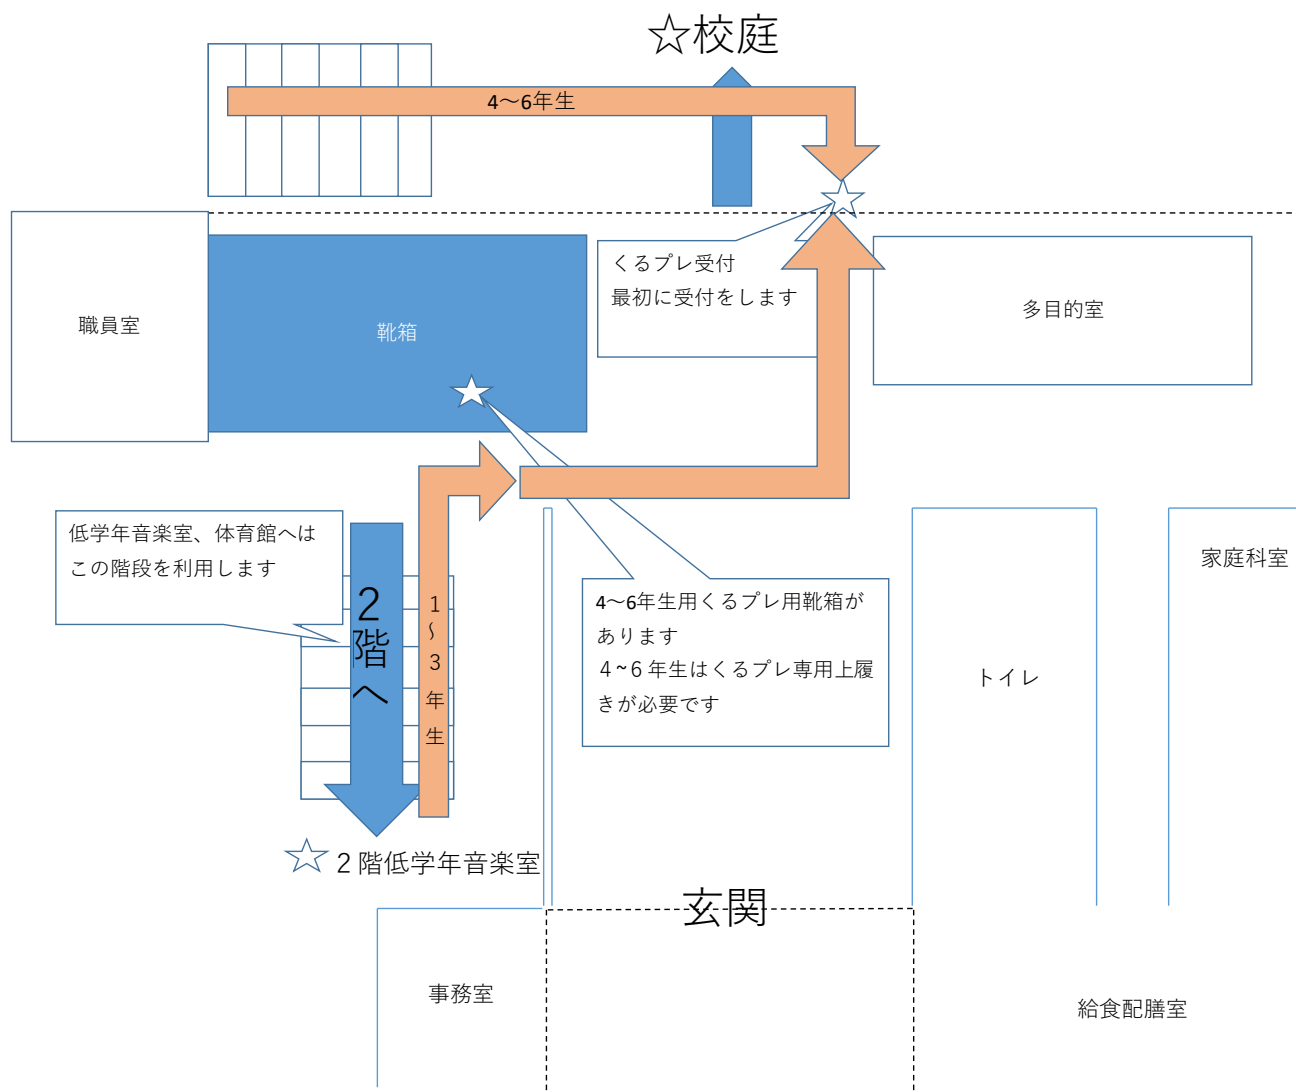 ☆校庭
4～6年生
くるプレ受付
最初に受付をします
職員室
靴箱
多目的室
低学年音楽室、体育館へは
この階段を利用します
2階へ
1～3年生
4～6年生用くるプレ用靴箱が
あります
４~６年生はくるプレ専用上履
きが必要です
トイレ
家庭科室
２階低学年音楽室
玄関
事務室
給食配膳室